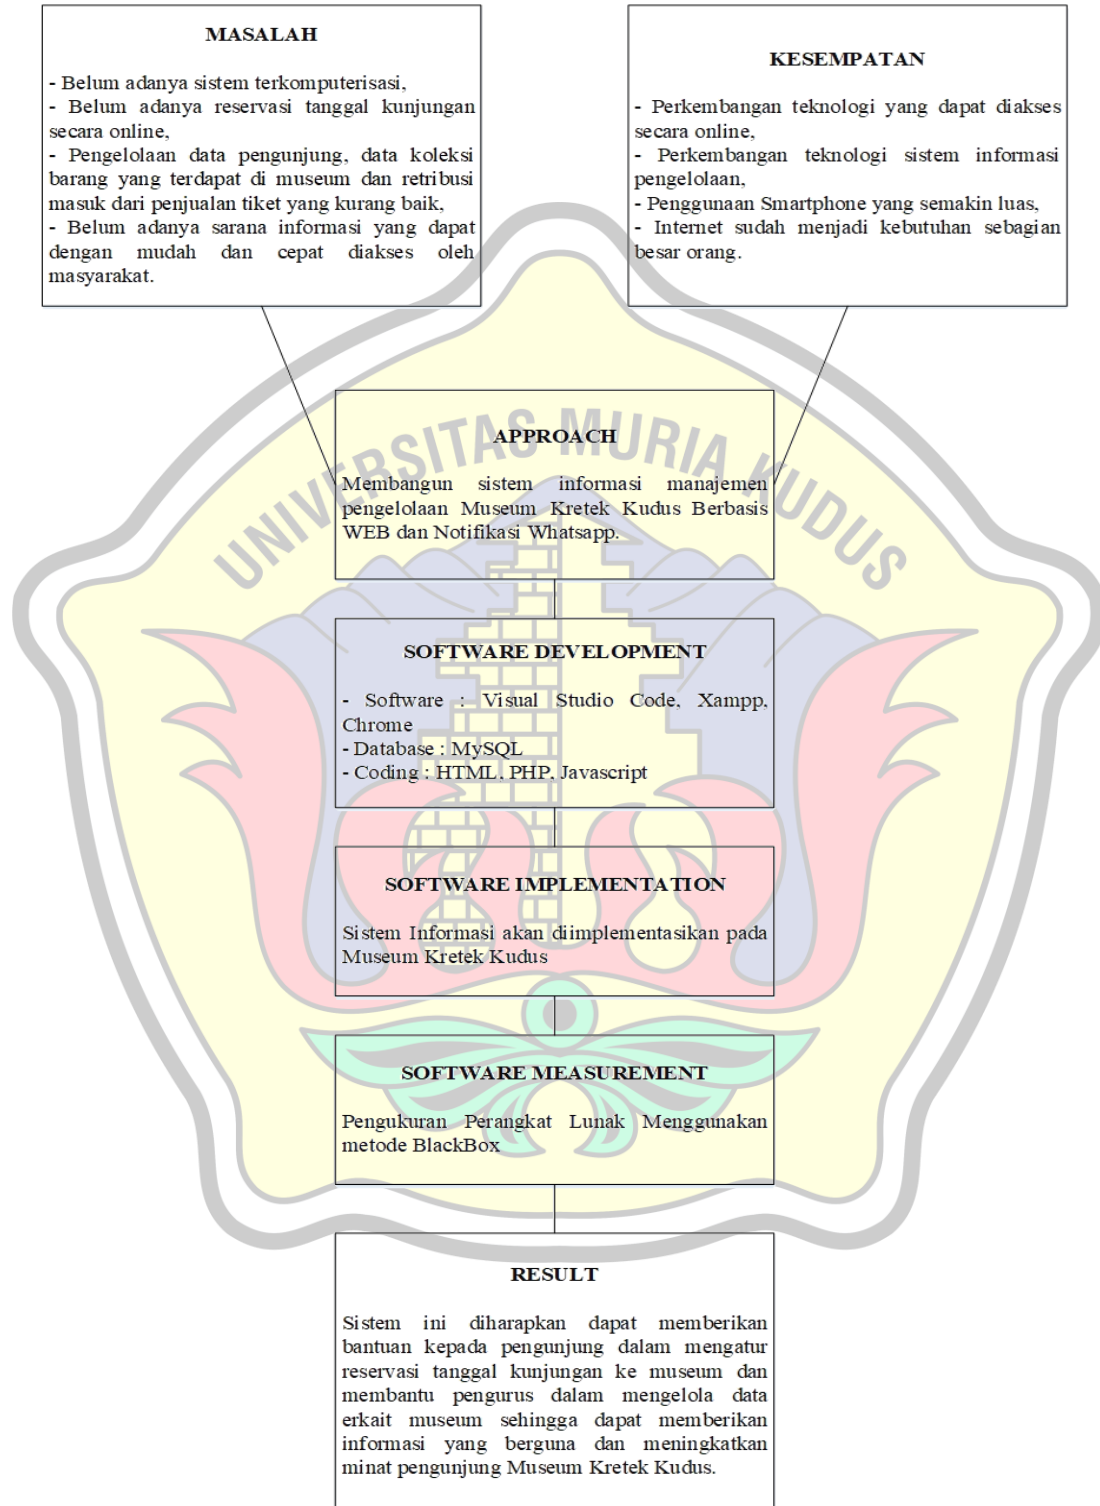 MASALAH
- Belum adanya sistem terkomputerisasi,
- Belum adanya reservasi tanggal kunjungan
secara online,
- Pengelolaan data pengunjung, data koleksi
barang yang terdapat di museum dan retribusi
masuk dari penjualan tiket yang kurang baik,
- Belum adanya sarana informasi yang dapat
dengan mudah dan cepat diakses oleh
masyarakat.
KESEMPATAN
- Perkembangan teknologi yang dapat diakses
secara online,
- Perkembangan teknologi sistem informasi
pengelolaan,
- Penggunaan Smartphone yang semakin luas,
- Internet sudah menjadi kebutuhan sebagian
besar orang.
UNIVERSITAS MURIA KUDUS
APPROACH
Membangun sistem informasi manajemen
pengelolaan Museum Kretek Kudus Berbasis
WEB dan Notifikasi Whatsapp.
SOFTWARE DEVELOPMENT
- Software : Visual Studio Code, Xampp,
Chrome
- Database : MySQL
- Coding : HTML, PHP, Javascript
SOFTWARE IMPLEMENTATION
Sistem Informasi akan diimplementasikan pada
Museum Kretek Kudus
SOFTWARE MEASUREMENT
Pengukuran Perangkat Lunak Menggunakan
metode BlackBox
RESULT
Sistem ini diharapkan dapat memberikan
bantuan kepada pengunjung dalam mengatur
reservasi tanggal kunjungan ke museum dan
membantu pengurus dalam mengelola data
erkait museum sehingga dapat memberikan
informasi yang berguna dan meningkatkan
minat pengunjung Museum Kretek Kudus.